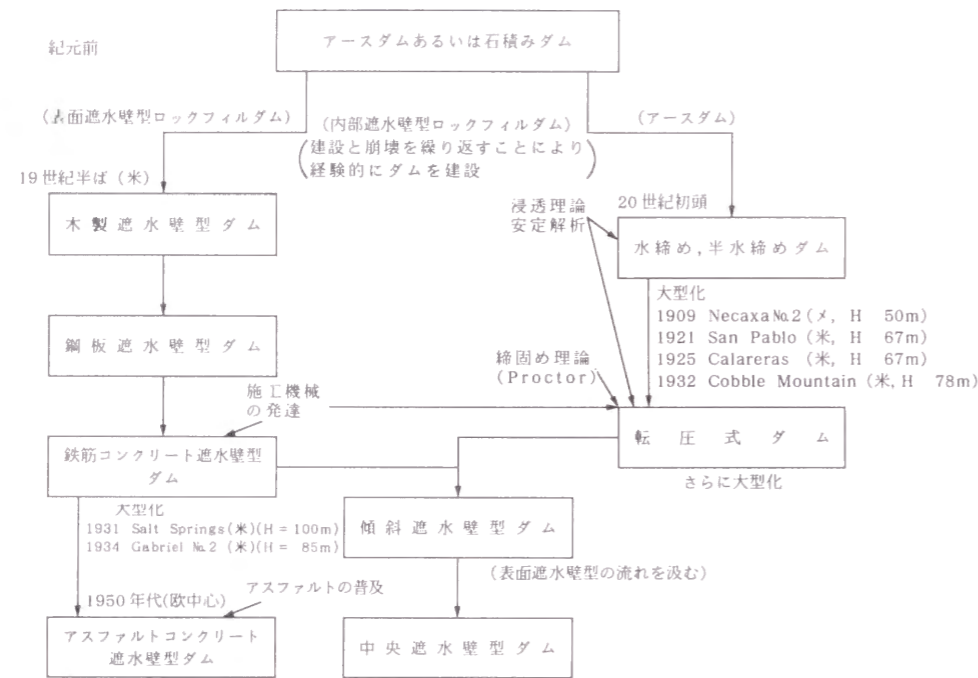 紀元前
アースダムあるいは石積みダム
(表面遮水壁型ロックフィルダム)
(内部遮水壁型ロックフィルダム)
(建設と崩壊を繰り返すことにより
経験的にダムを建設)
(アースダム)
19世紀半ば(米)
木製遮水壁型ダム
浸透理論
安定解析
20世紀初頭
水締め,半水締めダム
大型化
1909 Necaxa№2(メ, H 50m)
1921 San Pablo (米, H 67m)
1925 Calareras (米, H 67m)
1932 Cobble Mountain (米, H 78m)
鋼板遮水壁型ダム
締固め理論
(Proctor)
施工機械
の発達
転圧式ダム
さらに大型化
鉄筋コンクリート遮水壁型
ダム
大型化
1931 Salt Springs(米)(H=100m)
1934 Gabriel №2 (米)(H= 85m)
傾斜遮水壁型ダム
(表面遮水壁型の流れを汲む)
アスファルトの普及
1950年代(欧中心)
アスファルトコンクリート
遮水壁型ダム
中央遮水壁型ダム